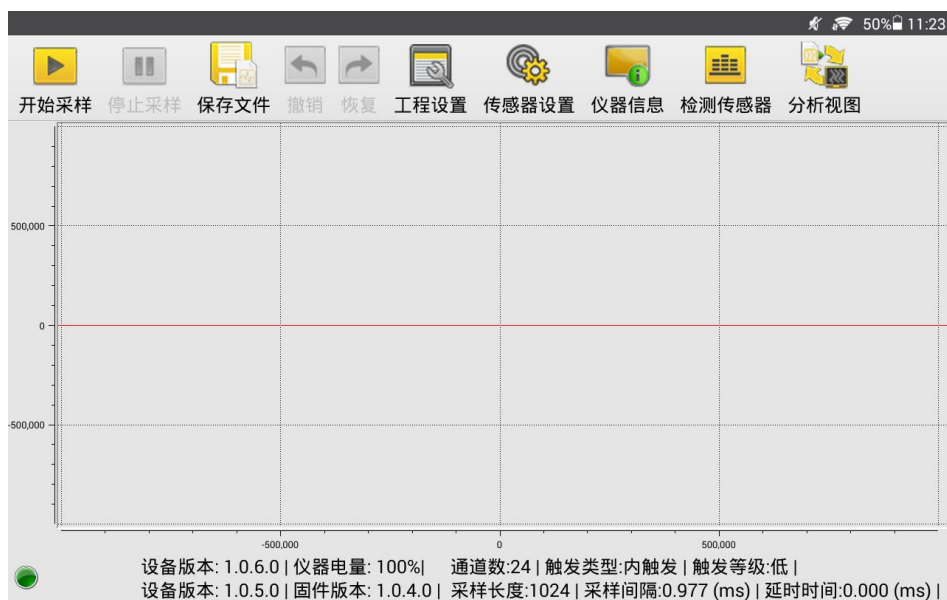 50% 11:23
开始采样 停止采样 保存文件 撤销 恢复 工程设置 传感器设置 仪器信息 检测传感器 分析视图
500,000
0
-500,000
-500,000 0 500,000
设备版本: 1.0.6.0 | 仪器电量: 100%| 通道数:24 | 触发类型:内触发 | 触发等级:低 |
设备版本: 1.0.5.0 | 固件版本: 1.0.4.0 | 采样长度:1024 | 采样间隔:0.977 (ms) | 延时时间:0.000 (ms) |